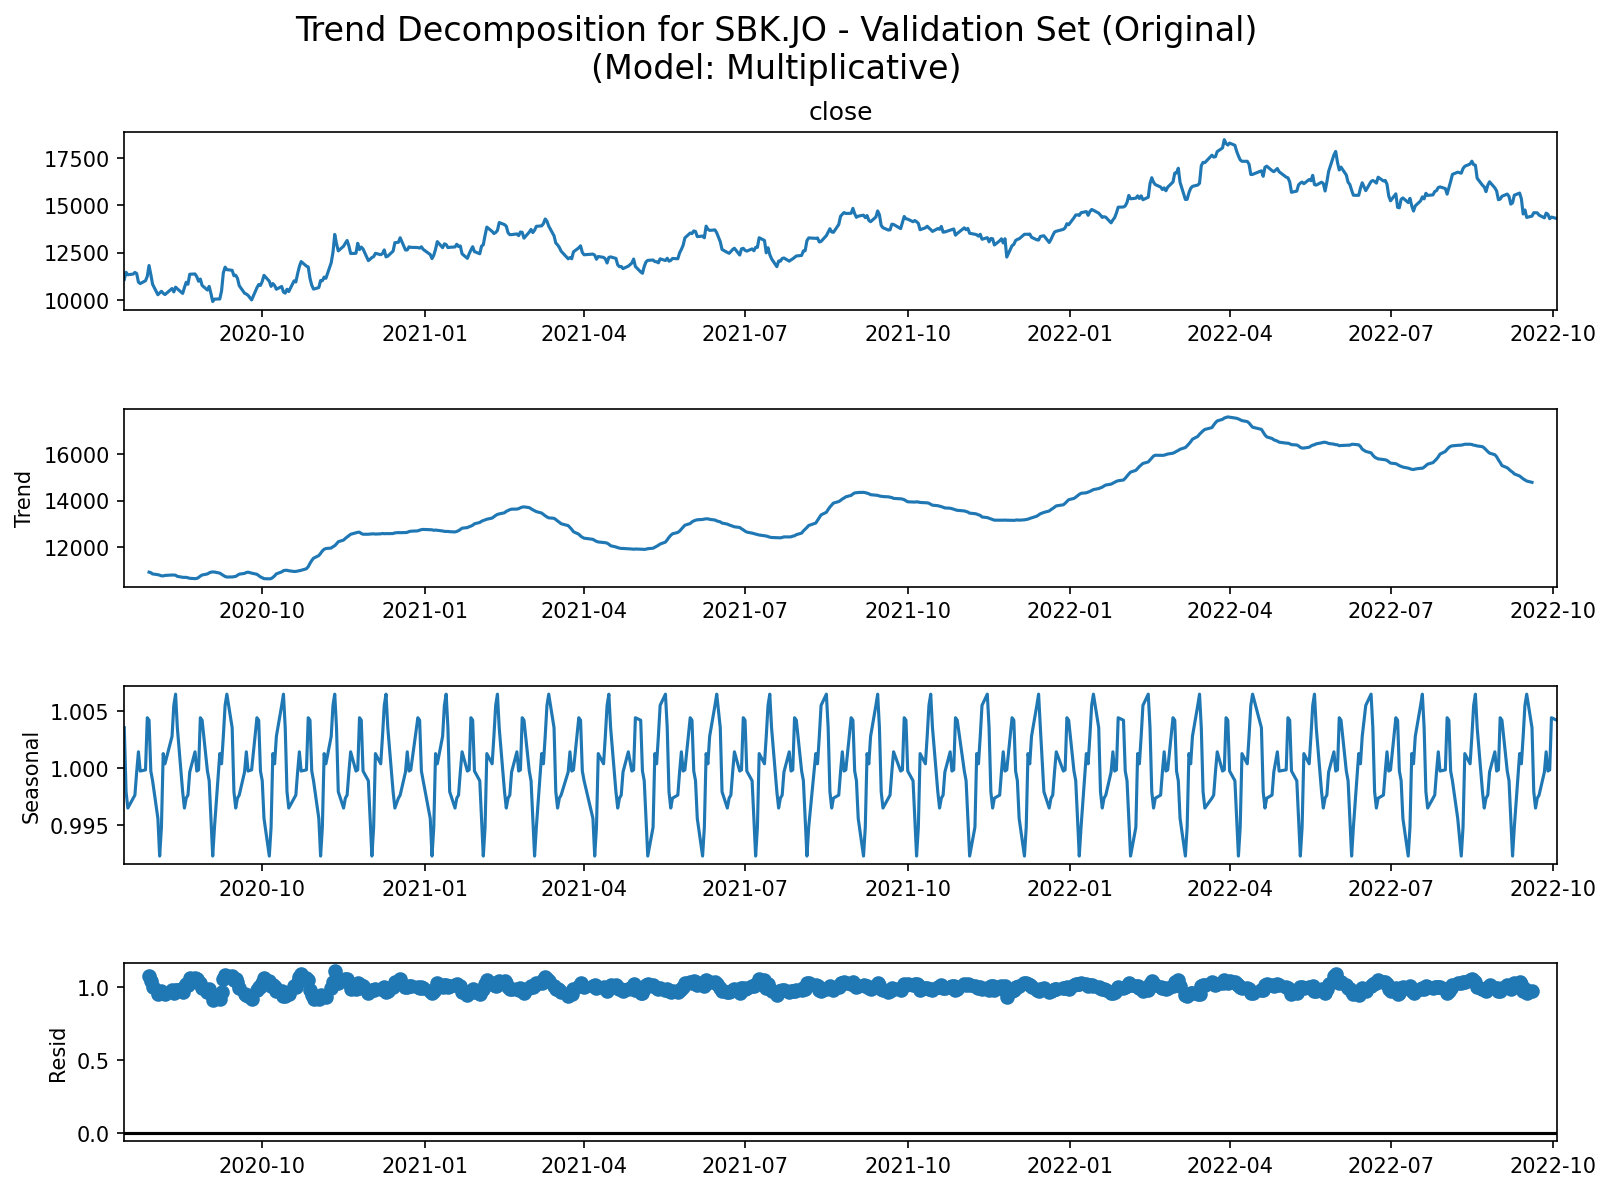 Trend Decomposition for SBK.JO - Validation Set (Original)
(Model: Multiplicative)
close
17500
15000
12500
10000
2020-10 2021-01 2021-04 2021-07 2021-10 2022-01 2022-04 2022-07 2022-10
Trend
16000
14000
12000
2020-10 2021-01 2021-04 2021-07 2021-10 2022-01 2022-04 2022-07 2022-10
Seasonal
1.005
1.000
0.995
2020-10 2021-01 2021-04 2021-07 2021-10 2022-01 2022-04 2022-07 2022-10
Resid
1.0
0.5
0.0
2020-10 2021-01 2021-04 2021-07 2021-10 2022-01 2022-04 2022-07 2022-10